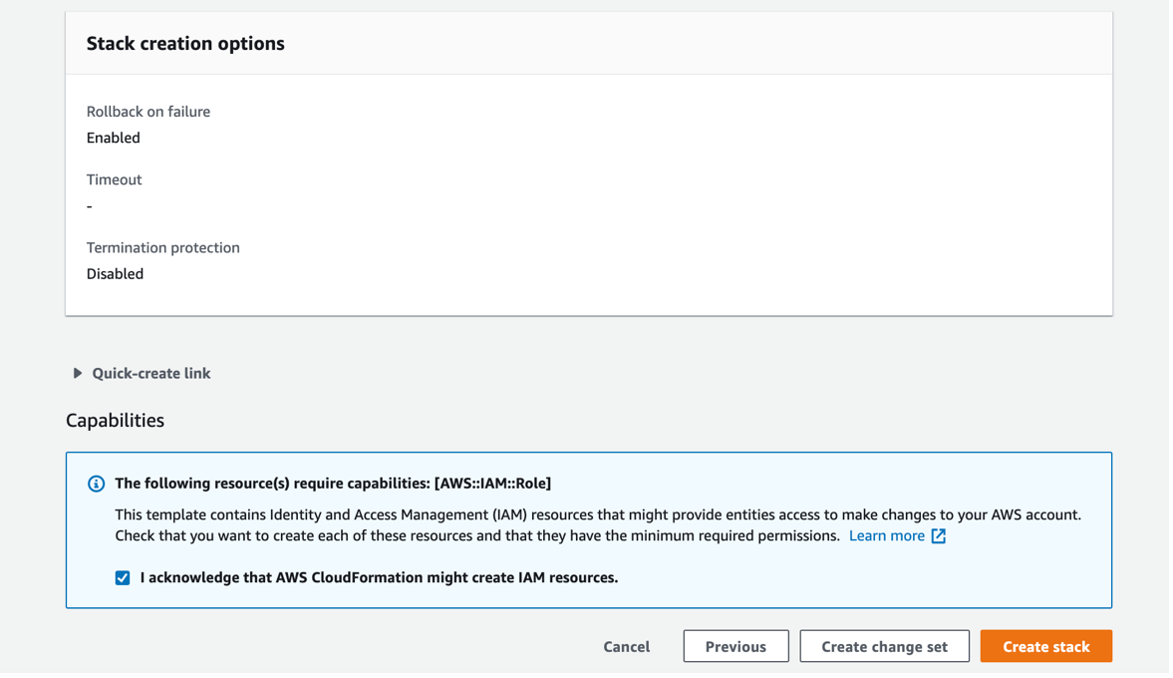 Stack creation options
Rollback on failure
Enabled
Timeout
-
Termination protection
Disabled
Quick-create link
Capabilities
The following resource(s) require capabilities: [AWS::IAM::Role]
This template contains Identity and Access Management (IAM) resources that might provide entities access to make changes to your AWS account.
Check that you want to create each of these resources and that they have the minimum required permissions. Learn more
I acknowledge that AWS CloudFormation might create IAM resources.
Cancel Previous Create change set Create stack